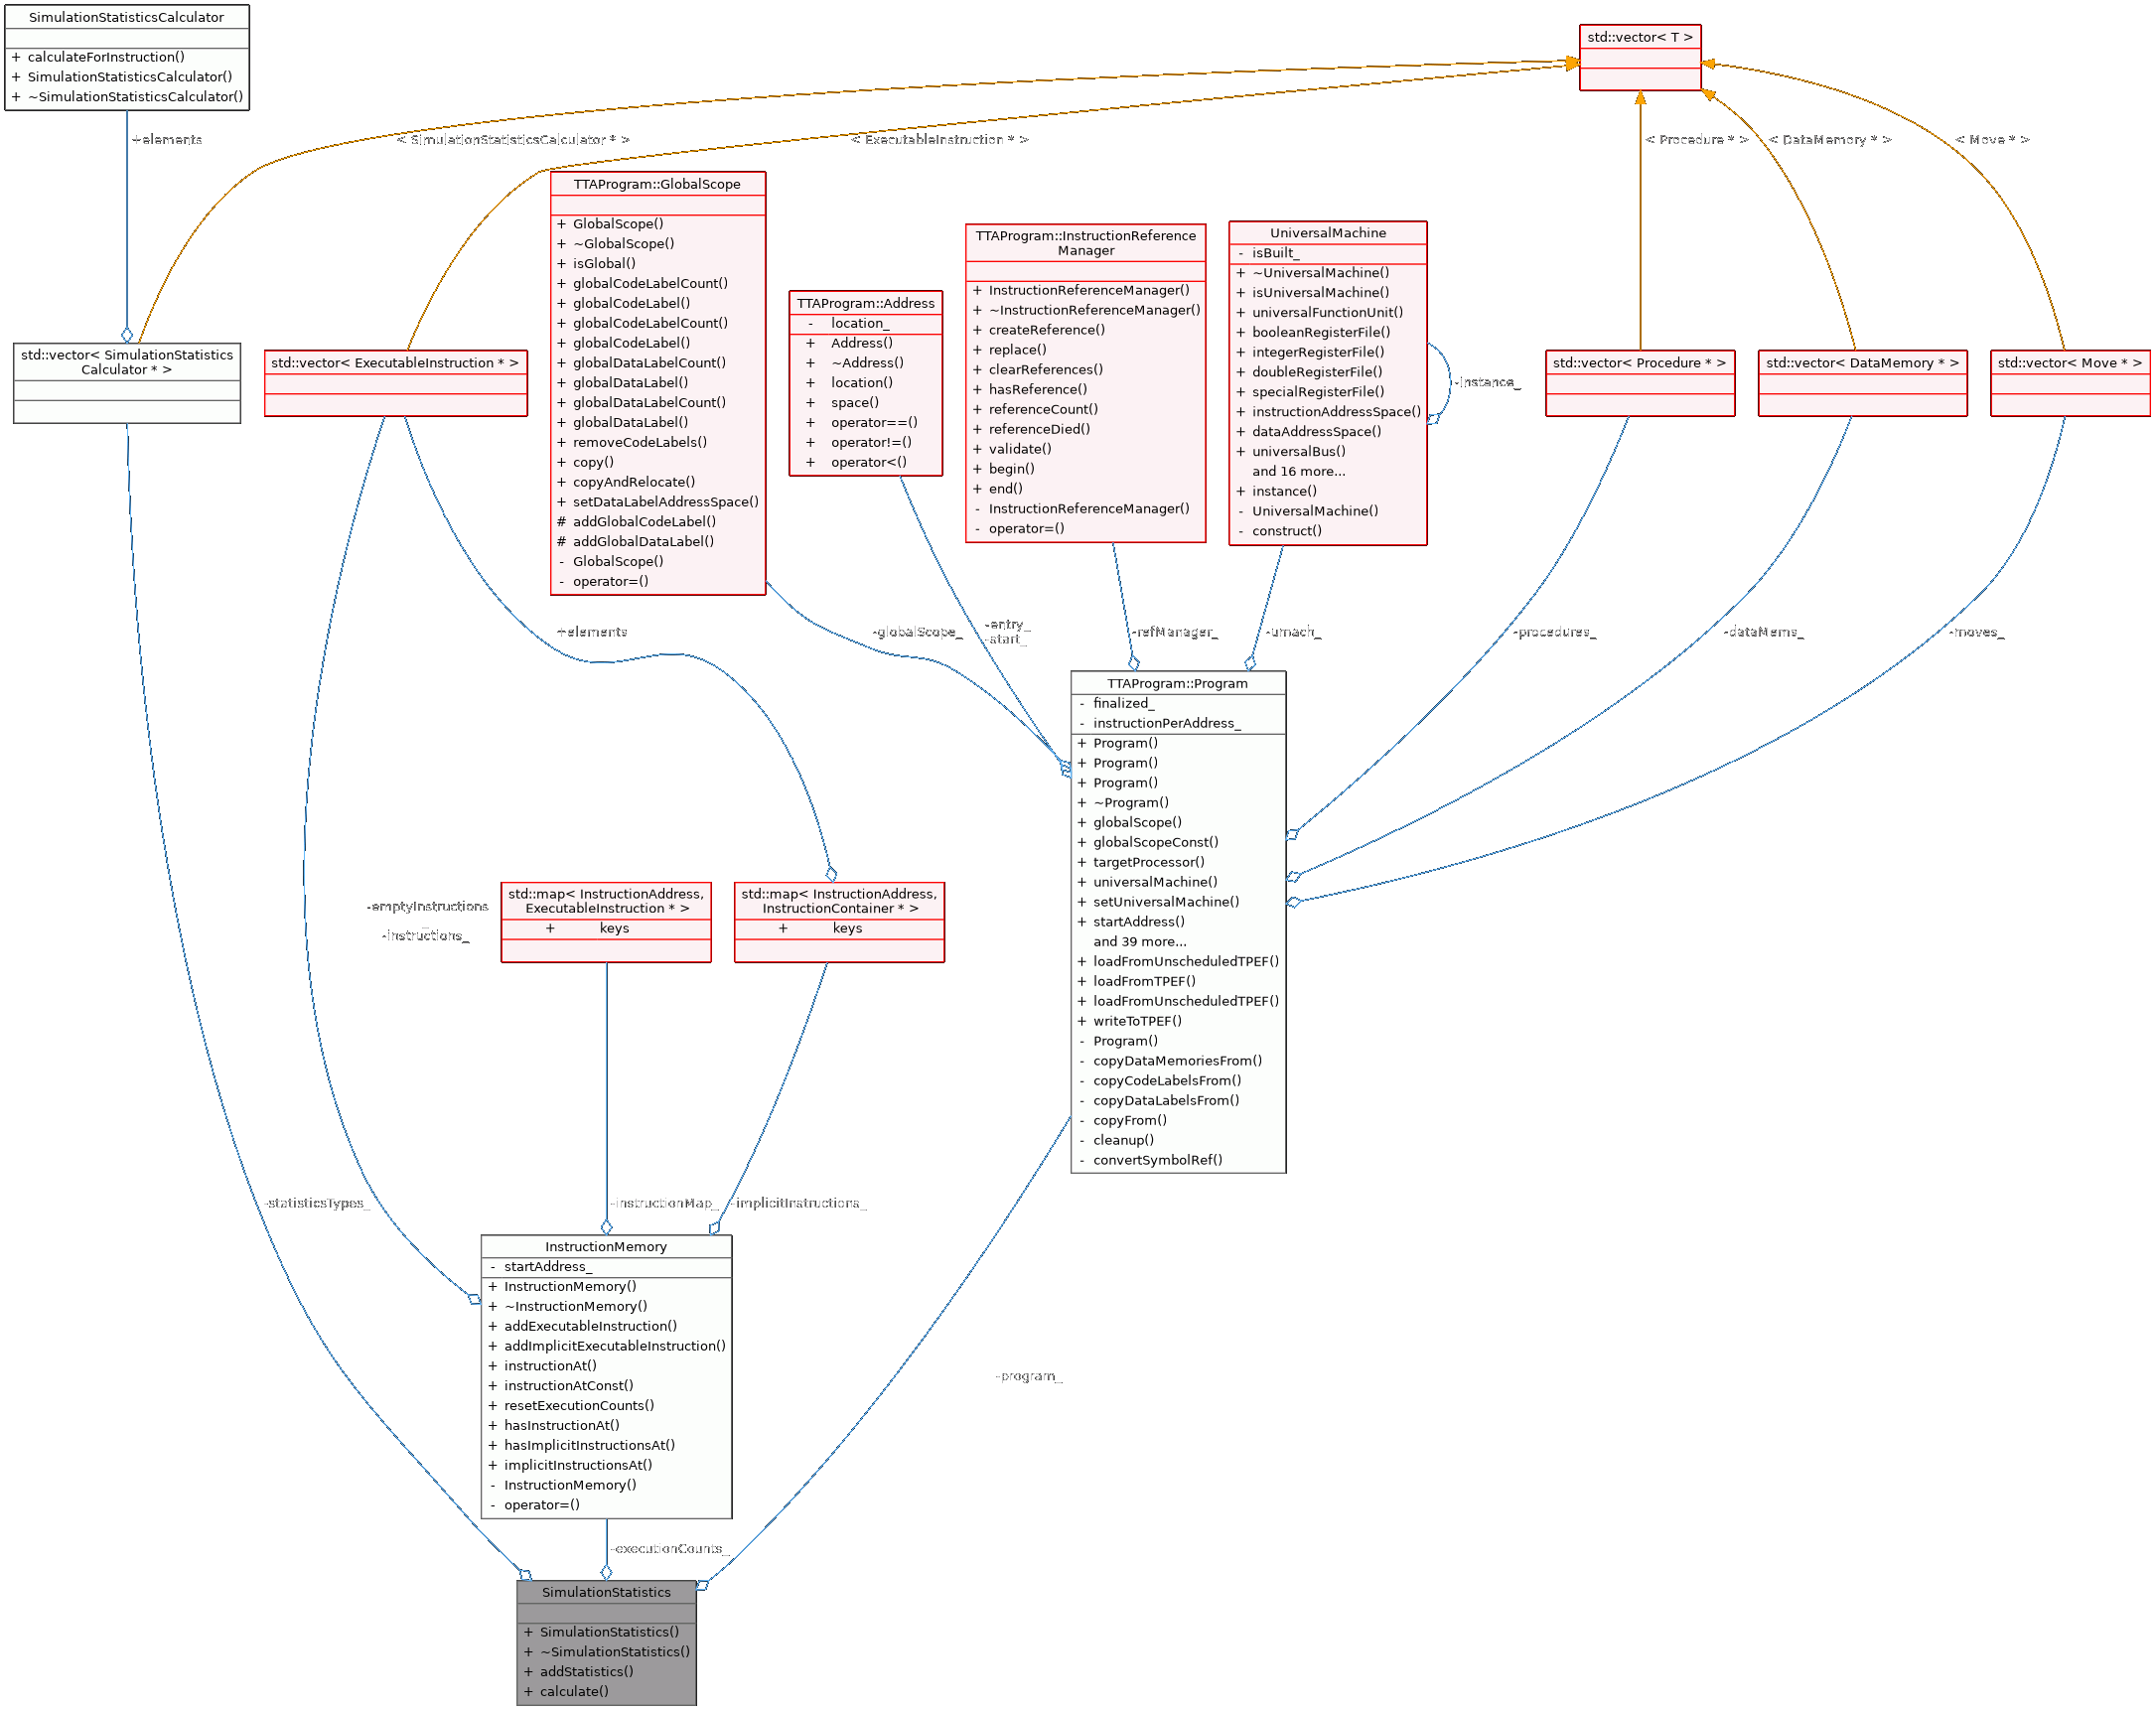 SimulationStatisticsCalculator
+ calculateForInstruction()
+ SimulationStatisticsCalculator()
+ ~SimulationStatisticsCalculator()
std::vector< T >
+elements
< SimulationStatisticsCalculator * >
< ExecutableInstruction * >
< Procedure * >
< DataMemory * >
< Move * >
std::vector< SimulationStatistics
Calculator * >
std::vector< ExecutableInstruction * >
TTAProgram::GlobalScope
+ GlobalScope()
+ ~GlobalScope()
+ isGlobal()
+ globalCodeLabelCount()
+ globalCodeLabel()
+ globalCodeLabelCount()
+ globalCodeLabel()
+ globalDataLabelCount()
+ globalDataLabel()
+ globalDataLabelCount()
+ globalDataLabel()
+ removeCodeLabels()
+ copy()
+ copyAndRelocate()
+ setDataLabelAddressSpace()
# addGlobalCodeLabel()
# addGlobalDataLabel()
- GlobalScope()
- operator=()
TTAProgram::Address
- location_
+ Address()
+ ~Address()
+ location()
+ space()
+ operator==()
+ operator!=()
+ operator<()
TTAProgram::InstructionReference
Manager
+ InstructionReferenceManager()
+ ~InstructionReferenceManager()
+ createReference()
+ replace()
+ clearReferences()
+ hasReference()
+ referenceCount()
+ referenceDied()
+ validate()
+ begin()
+ end()
- InstructionReferenceManager()
- operator=()
UniversalMachine
- isBuilt_
+ ~UniversalMachine()
+ isUniversalMachine()
+ universalFunctionUnit()
+ booleanRegisterFile()
+ integerRegisterFile()
+ doubleRegisterFile()
+ specialRegisterFile()
+ instructionAddressSpace()
+ dataAddressSpace()
+ universalBus()
and 16 more...
+ instance()
- UniversalMachine()
- construct()
-instance_
std::vector< Procedure * >
std::vector< DataMemory * >
std::vector< Move * >
+elements
-globalScope_
-entry_
-start_
-refManager_
-umach_
-procedures_
-dataMems_
-moves_
TTAProgram::Program
- finalized_
- instructionPerAddress_
+ Program()
+ Program()
+ Program()
+ ~Program()
+ globalScope()
+ globalScopeConst()
+ targetProcessor()
+ universalMachine()
+ setUniversalMachine()
+ startAddress()
and 39 more...
+ loadFromUnscheduledTPEF()
+ loadFromTPEF()
+ loadFromUnscheduledTPEF()
+ writeToTPEF()
- Program()
- copyDataMemoriesFrom()
- copyCodeLabelsFrom()
- copyDataLabelsFrom()
- copyFrom()
- cleanup()
- convertSymbolRef()
-emptyInstructions
_
-instructions_
std::map< InstructionAddress,
ExecutableInstruction * >
+ keys
std::map< InstructionAddress,
InstructionContainer * >
+ keys
-statisticsTypes_
-instructionMap_
-implicitInstructions_
InstructionMemory
- startAddress_
+ InstructionMemory()
+ ~InstructionMemory()
+ addExecutableInstruction()
+ addImplicitExecutableInstruction()
+ instructionAt()
+ instructionAtConst()
+ resetExecutionCounts()
+ hasInstructionAt()
+ hasImplicitInstructionsAt()
+ implicitInstructionsAt()
- InstructionMemory()
- operator=()
-program_
-executionCounts_
SimulationStatistics
+ SimulationStatistics()
+ ~SimulationStatistics()
+ addStatistics()
+ calculate()